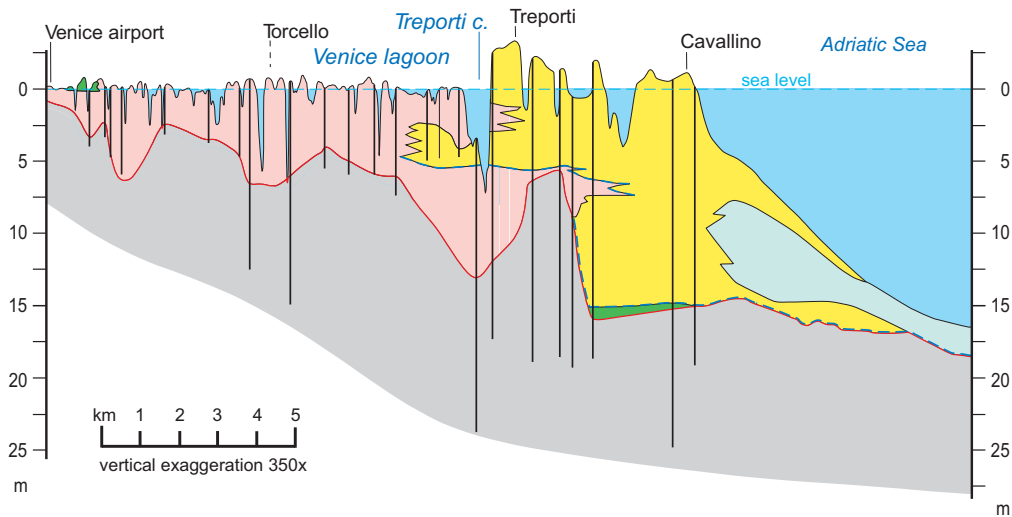 Venice airport
Torcello
Treporti c.
Treporti
Venice lagoon
Cavallino
Adriatic Sea
sea level
0
5
10
15
20
25
m
0
5
10
15
20
25
m
km 1 2 3 4 5
vertical exaggeration 350x